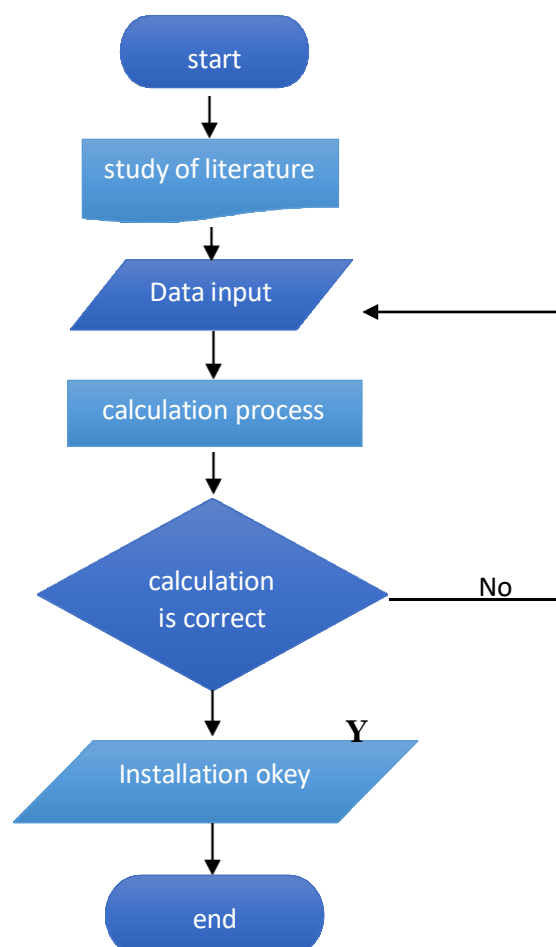 start
study of literature
Data input
calculation process
calculation
is correct
No
Y
Installation okey
end